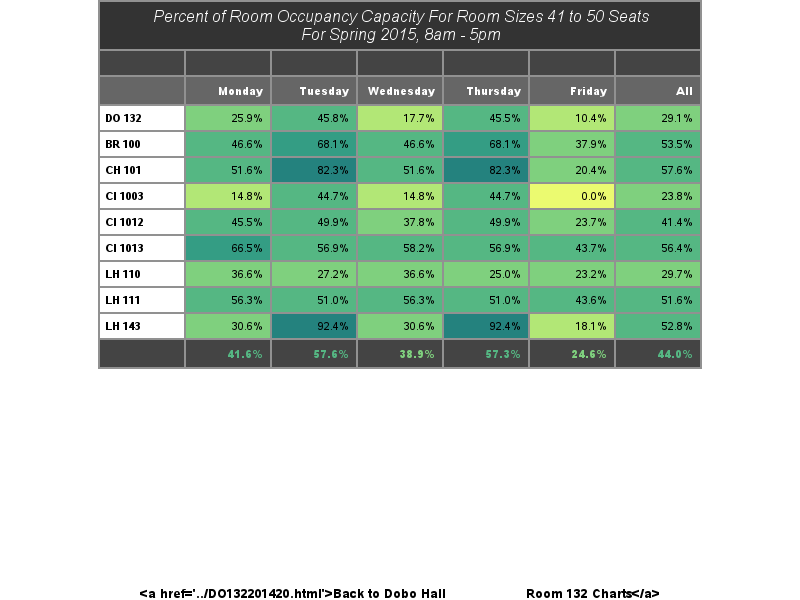 Percent of Room Occupancy Capacity For Room Sizes 41 to 50 Seats
For Spring 2015, 8am - 5pm
Monday Tuesday Wednesday Thursday Friday All
DO 132 25.9% 45.8% 17.7% 45.5% 10.4% 29.1%
BR 100 46.6% 68.1% 46.6% 68.1% 37.9% 53.5%
CH 101 51.6% 82.3% 51.6% 82.3% 20.4% 57.6%
CI 1003 14.8% 44.7% 14.8% 44.7% 0.0% 23.8%
CI 1012 45.5% 49.9% 37.8% 49.9% 23.7% 41.4%
CI 1013 66.5% 56.9% 58.2% 56.9% 43.7% 56.4%
LH 110 36.6% 27.2% 36.6% 25.0% 23.2% 29.7%
LH 111 56.3% 51.0% 56.3% 51.0% 43.6% 51.6%
LH 143 30.6% 92.4% 30.6% 92.4% 18.1% 52.8%
41.6% 57.6% 38.9% 57.3% 24.6% 44.0%
<a href='../DO132201420.html'>Back to Dobo Hall Room 132 Charts</a>